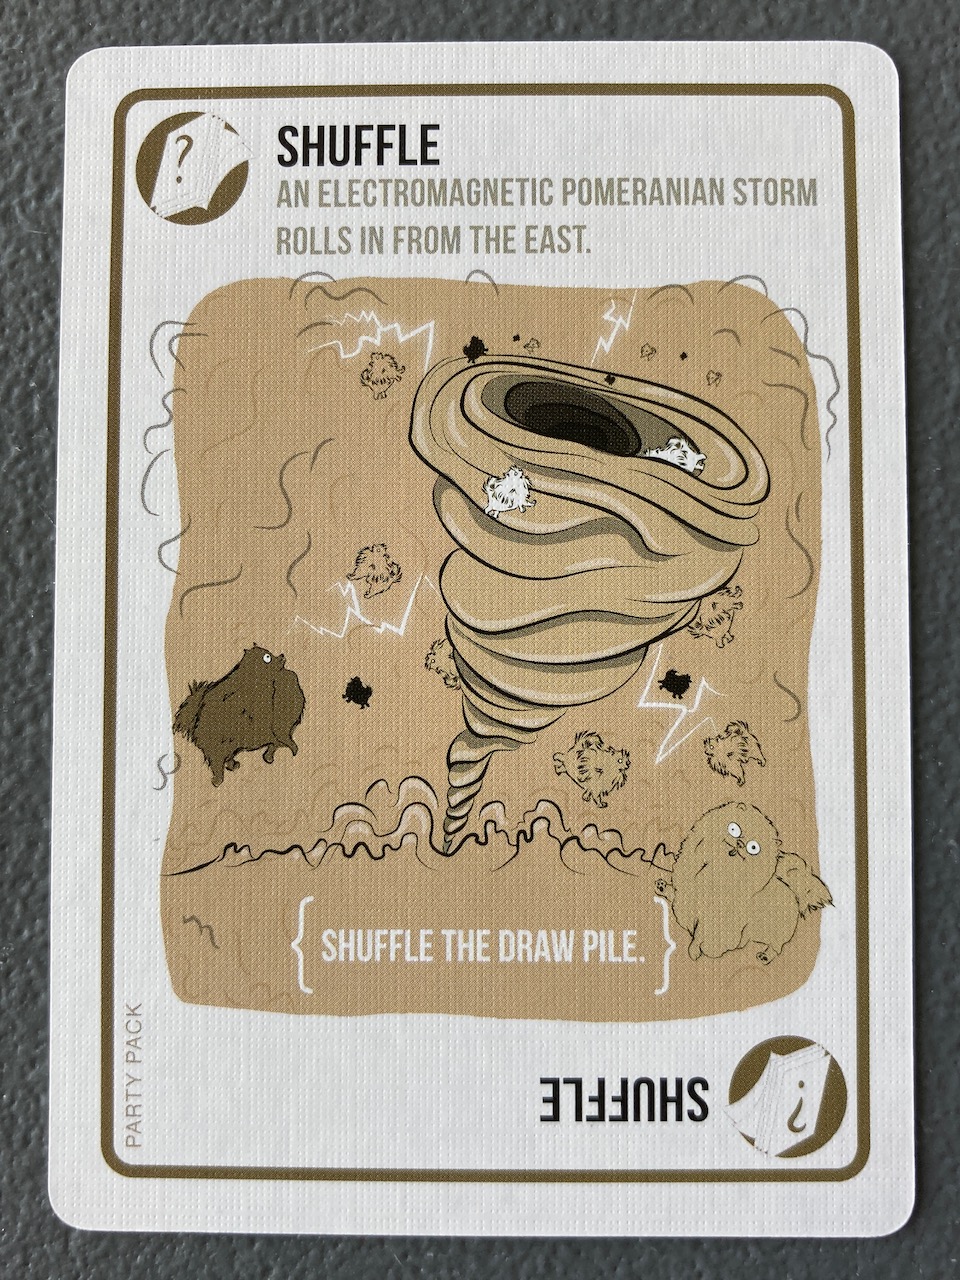 ?
SHUFFLE
AN ELECTROMAGNETIC POMERANIAN STORM
ROLLS IN FROM THE EAST.
{SHUFFLE THE DRAW PILE.}
PARTY PACK
SHUFFLE
?